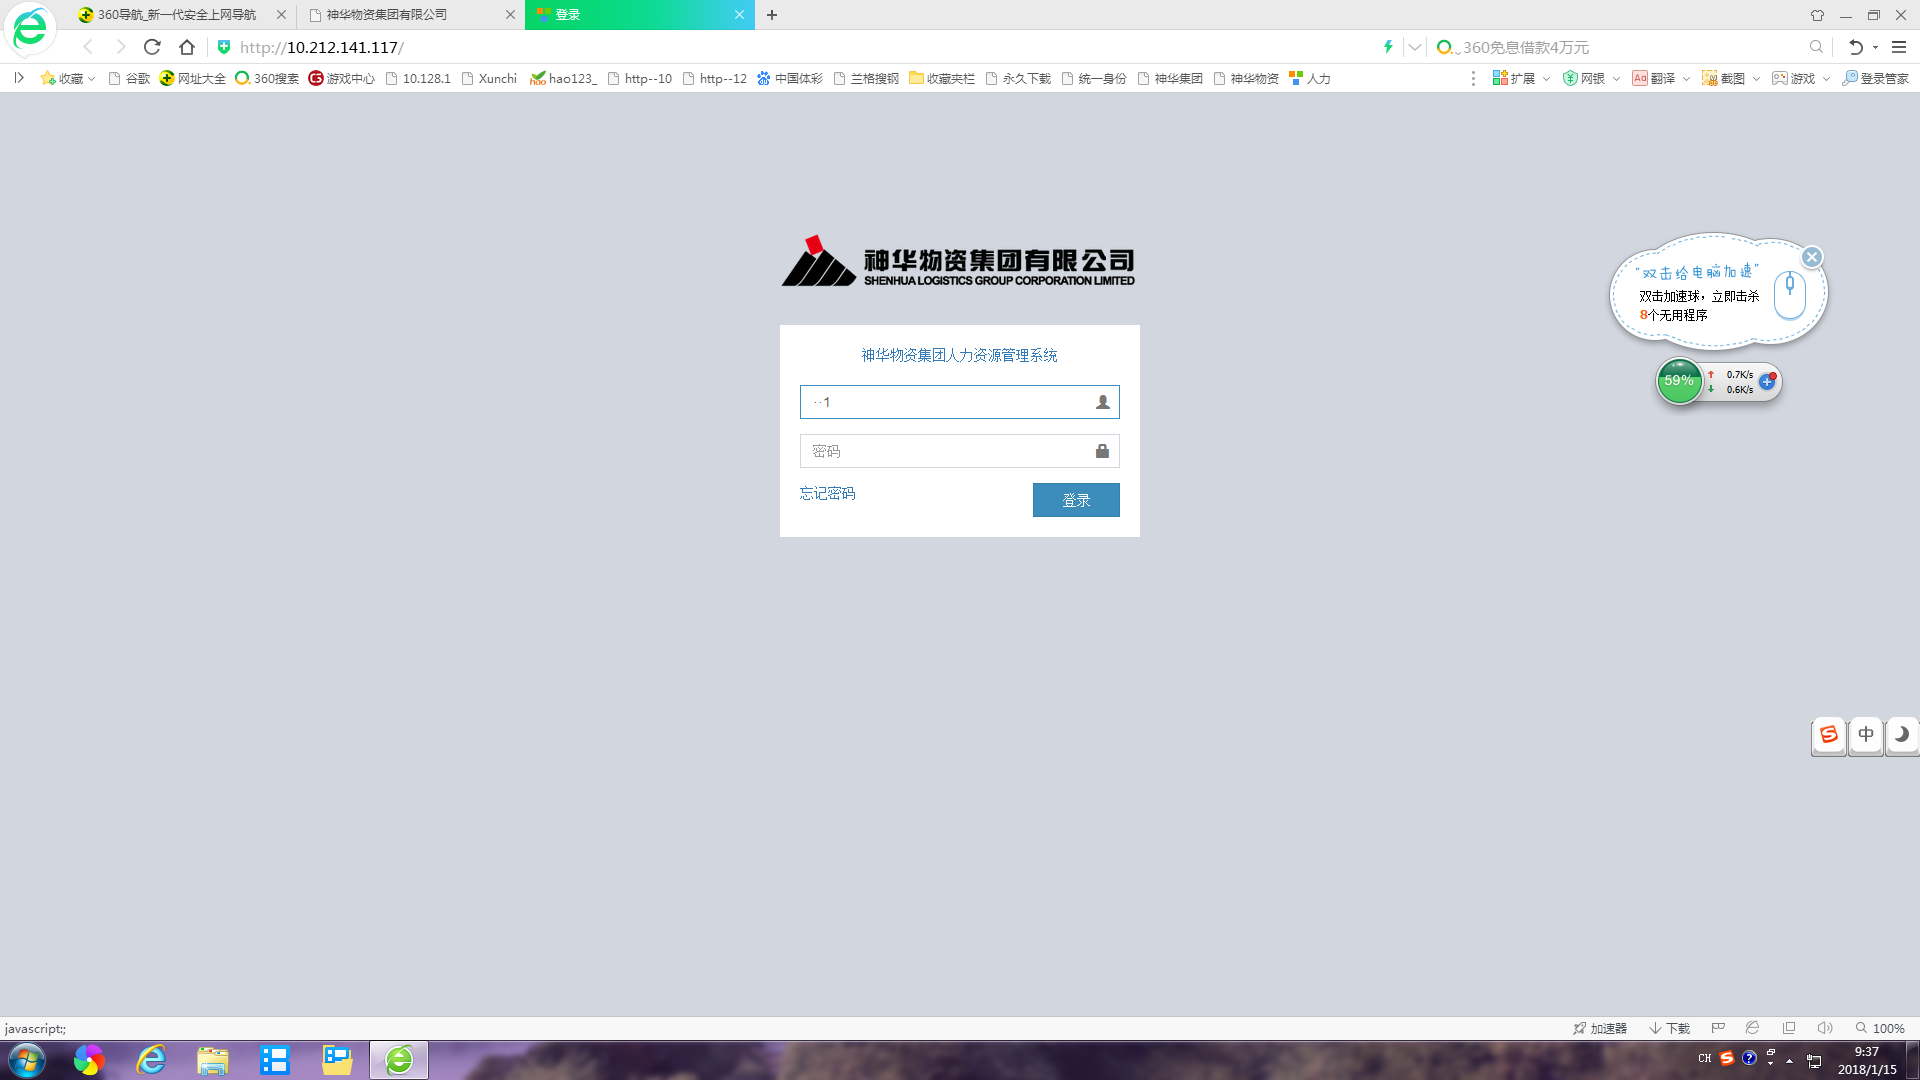 360导航_新一代安全上网导航
神华物资集团有限公司
登录
http://10.212.141.117/
360免息借款4万元
收藏
谷歌
网址大全
360搜索
游戏中心
10.128.1
Xunchi
hao123_
http--10
http--12
中国体彩
兰格搜钢
收藏夹栏
永久下载
统一身份
神华集团
神华物资
人力
扩展
网银
翻译
截图
游戏
登录管家
神华物资集团有限公司
SHENHUA LOGISTICS GROUP CORPORATION LIMITED
神华物资集团人力资源管理系统
··1
密码
忘记密码
登录
“双击给电脑加速”
双击加速球，立即击杀
8个无用程序
59%
0.7K/s
0.6K/s
中
javascript:;
加速器
下载
100%
CH
9:37
2018/1/15